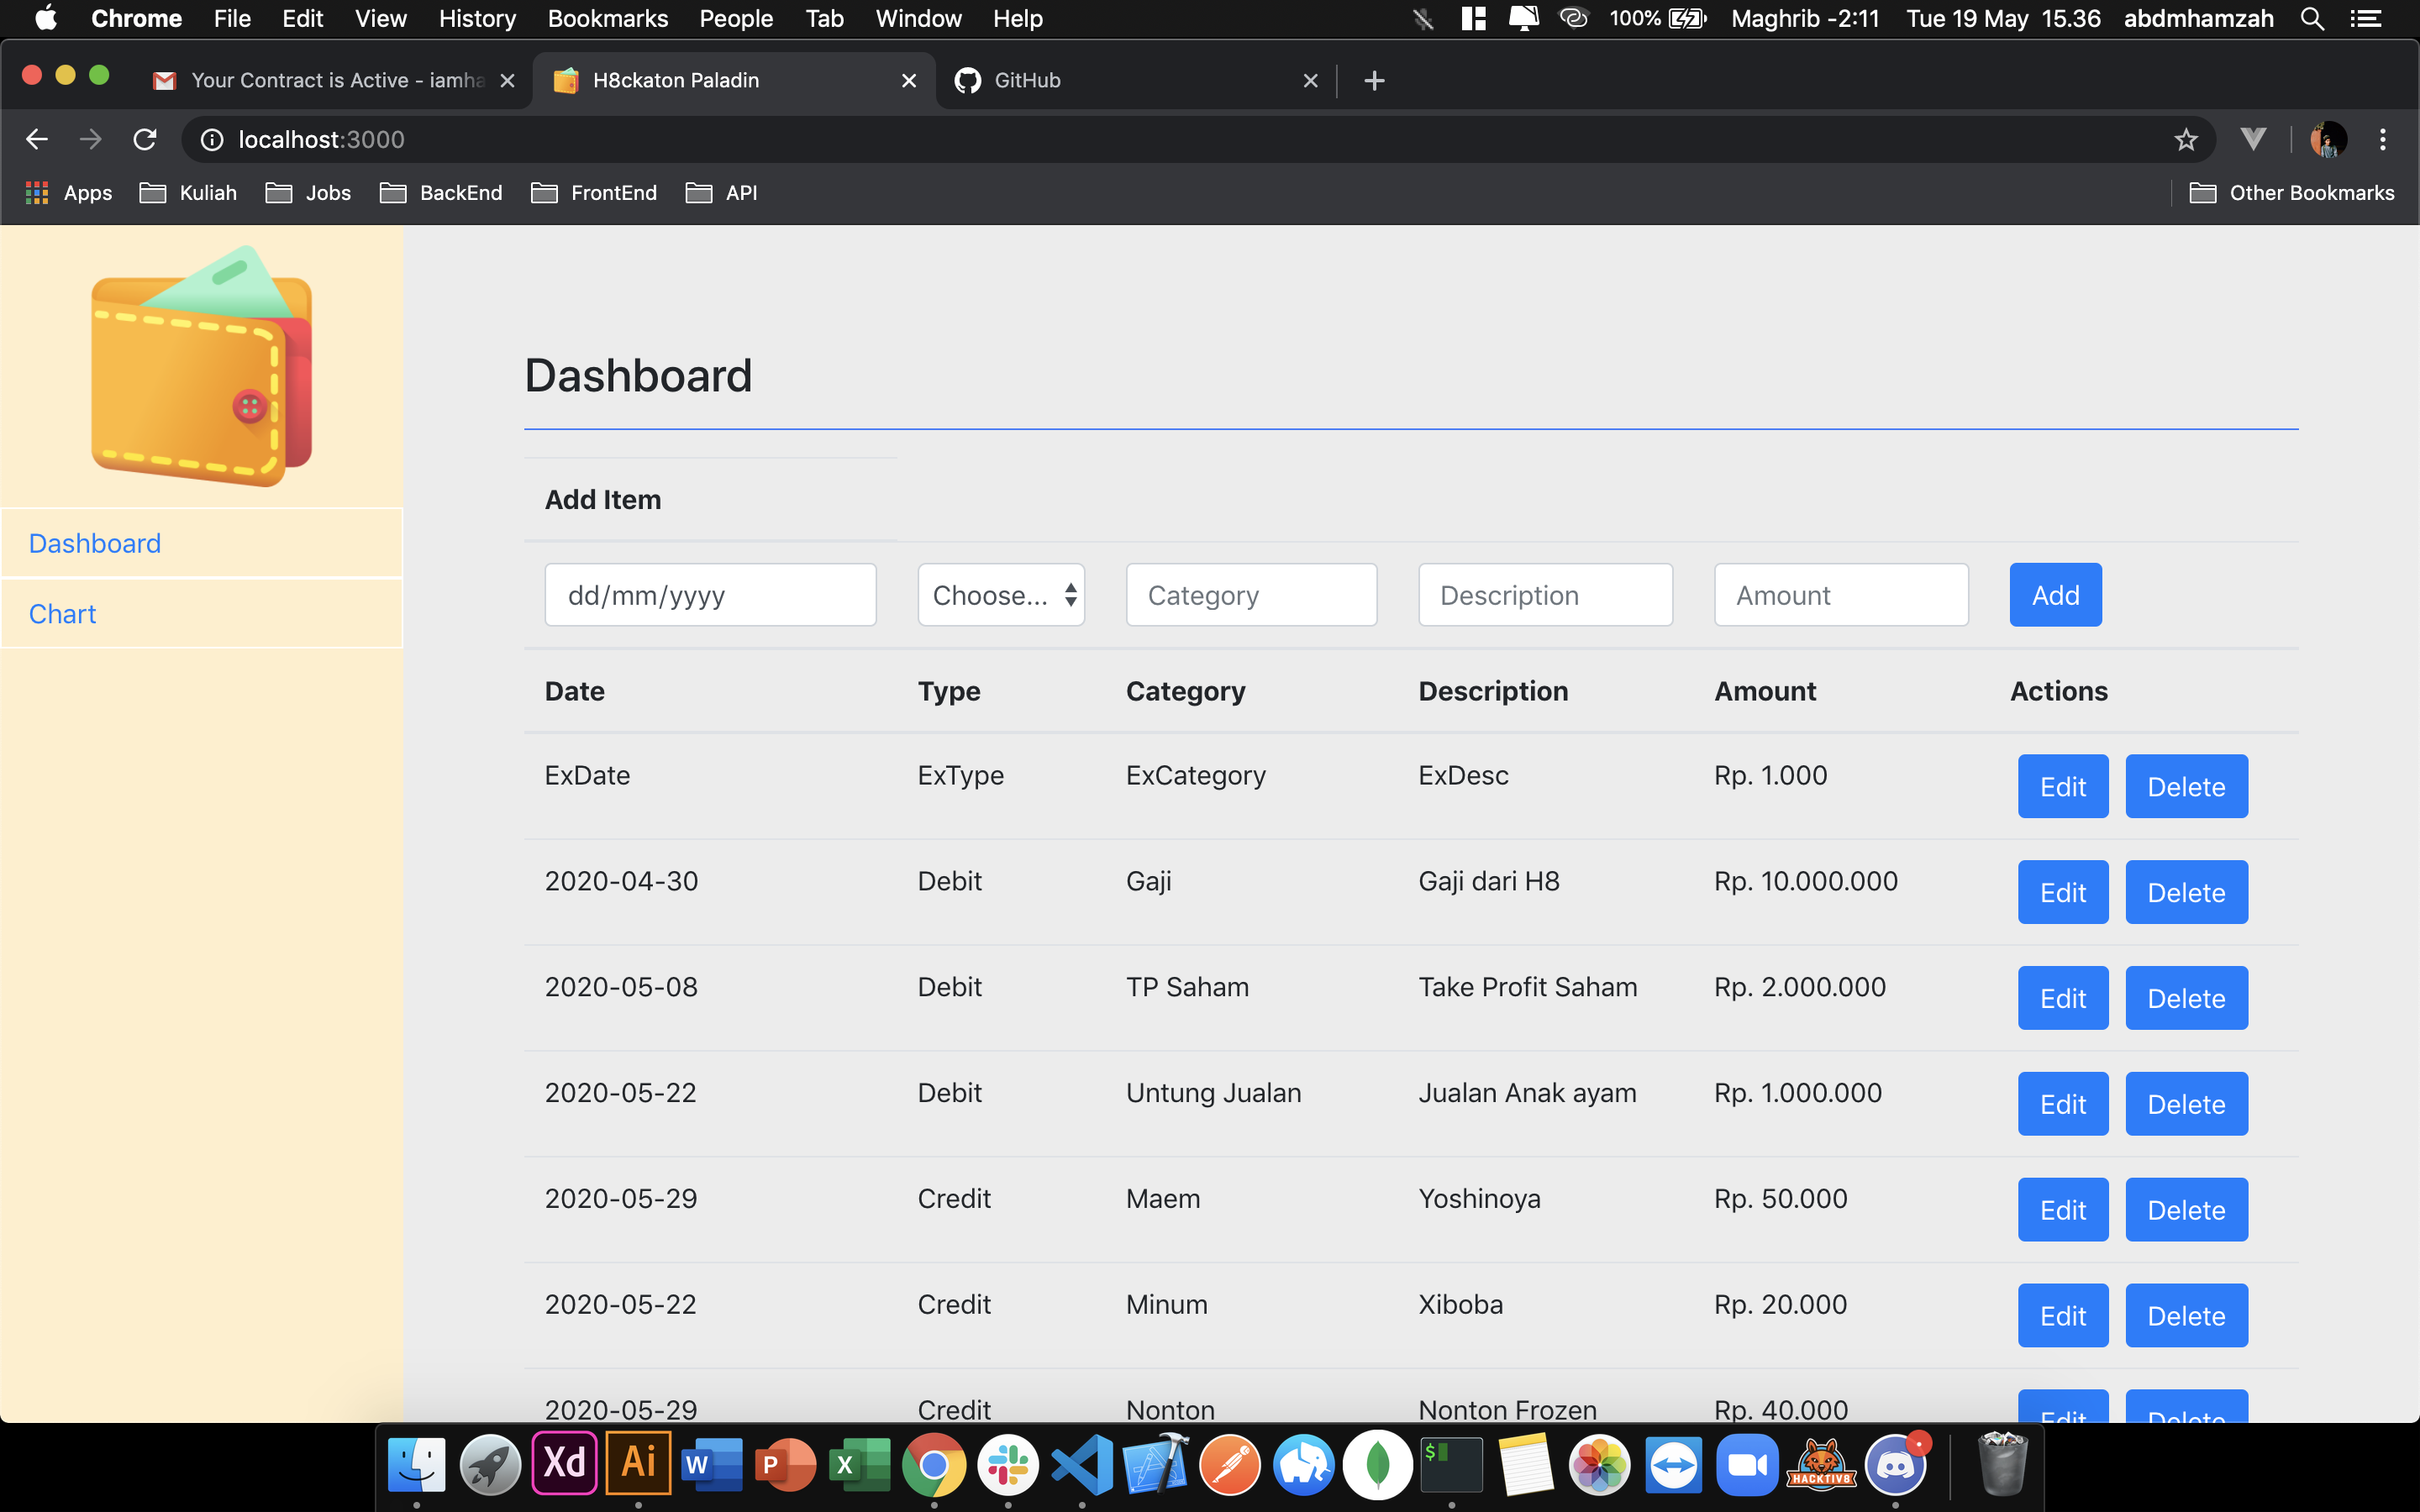 Chrome File Edit View History Bookmarks People Tab Window Help 100% Maghrib -2:11 Tue 19 May 15.36 abdmhamzah
Your Contract is Active - iamha H8ckaton Paladin GitHub
localhost:3000
Apps Kuliah Jobs BackEnd FrontEnd API Other Bookmarks
Dashboard
Chart
Dashboard
Add Item
dd/mm/yyyy Choose... Category Description Amount Add
Date Type Category Description Amount Actions
ExDate ExType ExCategory ExDesc Rp. 1.000 Edit Delete
2020-04-30 Debit Gaji Gaji dari H8 Rp. 10.000.000 Edit Delete
2020-05-08 Debit TP Saham Take Profit Saham Rp. 2.000.000 Edit Delete
2020-05-22 Debit Untung Jualan Jualan Anak ayam Rp. 1.000.000 Edit Delete
2020-05-29 Credit Maem Yoshinoya Rp. 50.000 Edit Delete
2020-05-22 Credit Minum Xiboba Rp. 20.000 Edit Delete
2020-05-29 Credit Nonton Nonton Frozen Rp. 40.000 Edit Delete
Xd Ai W P X $ HACKTIV8